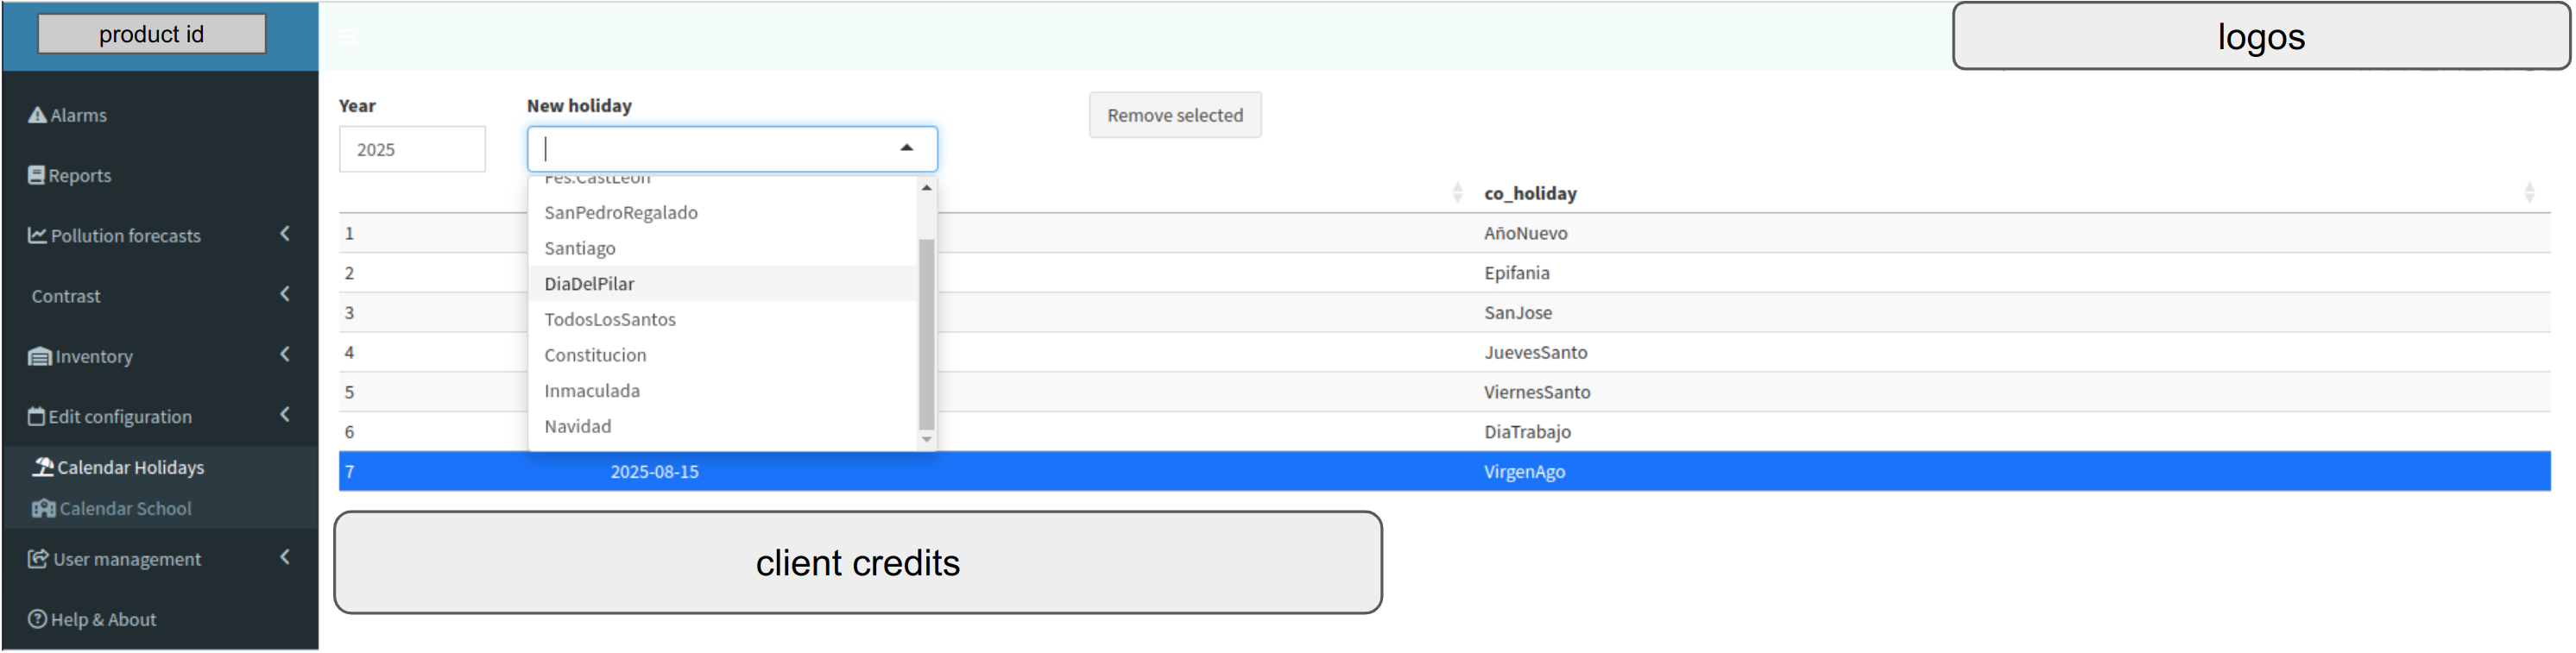 product id
logos
Alarms
Reports
Pollution forecasts
Contrast
Inventory
Edit configuration
Calendar Holidays
Calendar School
User management
Help & About
Year
2025
New holiday
Remove selected
Fes.CastLeon
SanPedroRegalado
Santiago
DiaDelPilar
TodosLosSantos
Constitucion
Inmaculada
Navidad
co_holiday
1 AñoNuevo
2 Epifania
3 SanJose
4 JuevesSanto
5 ViernesSanto
6 DiaTrabajo
7 2025-08-15 VirgenAgo
client credits